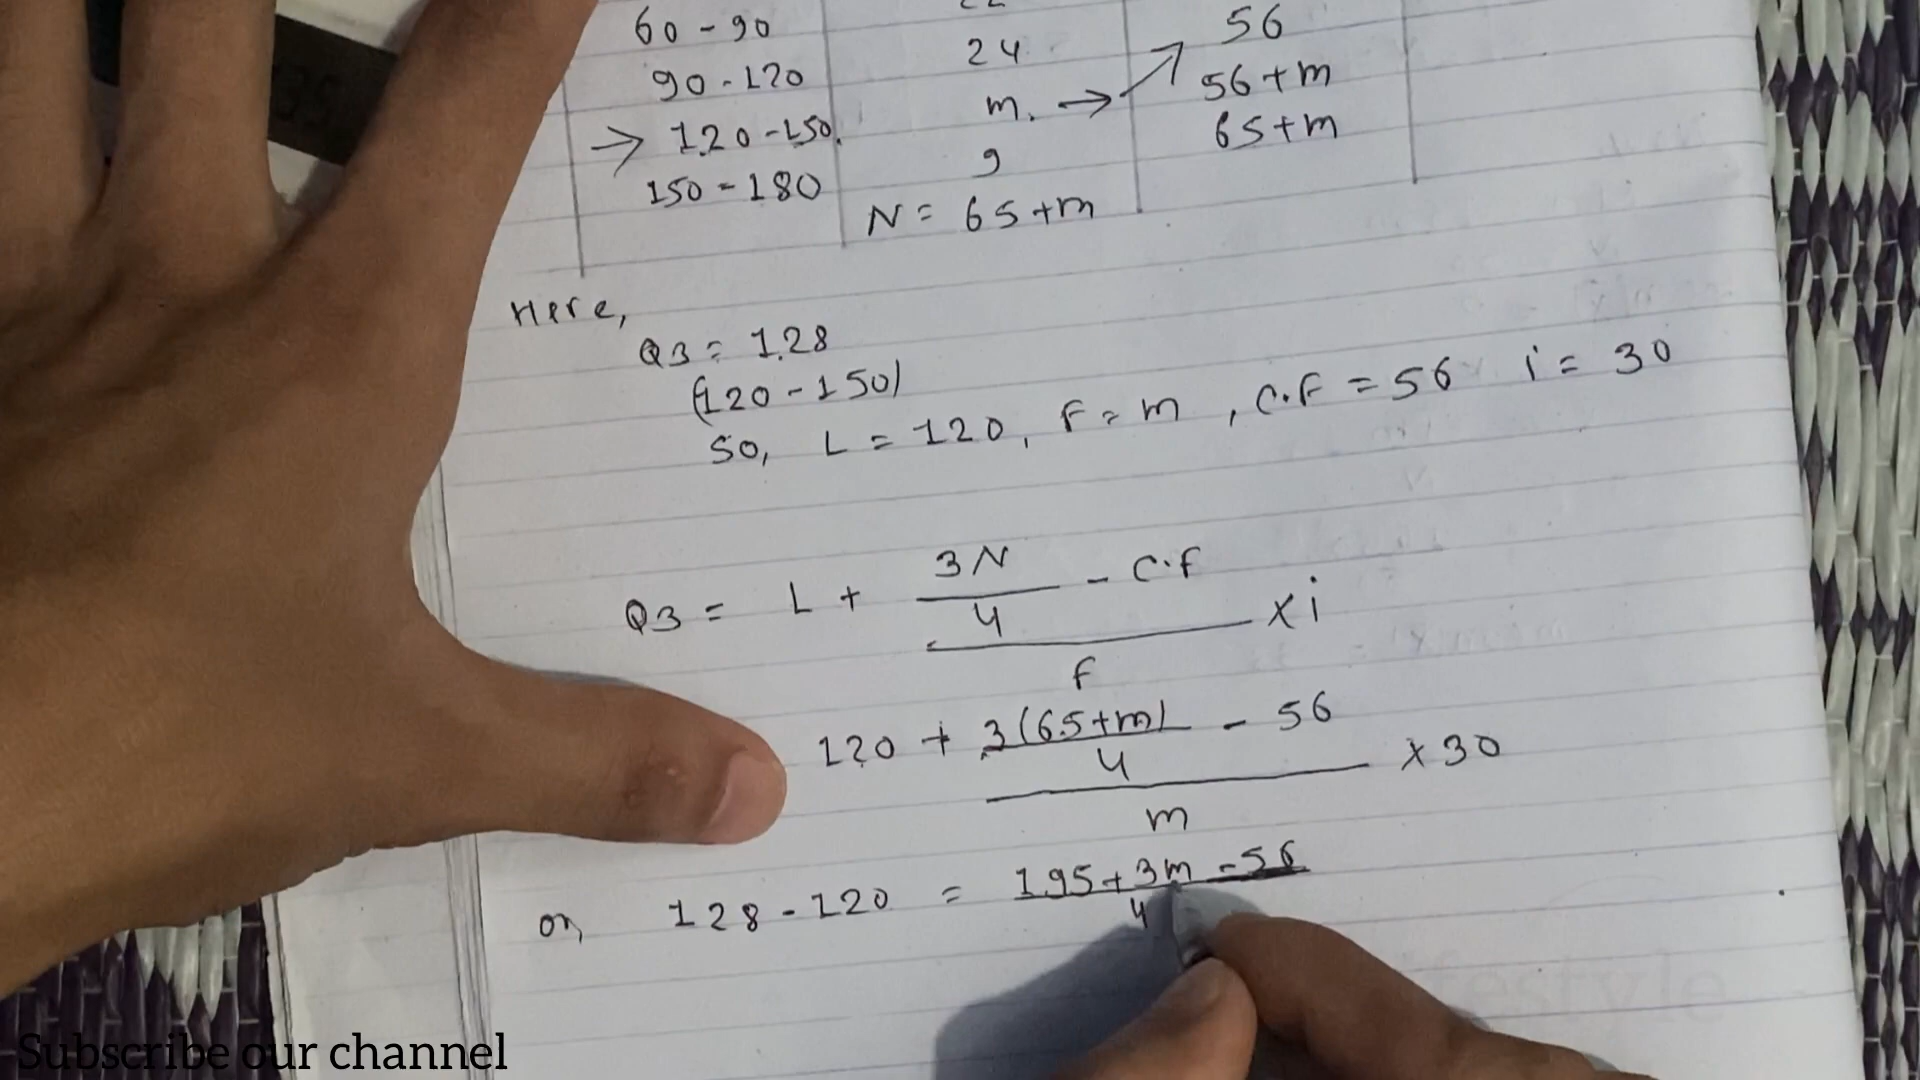 60-90
24
56
90-120
m. →
56+m
→ 120-150
9
65+m
150-180
N = 65+m
Here,
Q3 = 128
(120-150)
So, L = 120, F = m, C.F = 56 i = 30
Q3 = L + 3N/4 - C.F
× i
F
120 + 3(65+m)/4 - 56
× 30
m
or, 128-120 = 195+3m -56
4
Subscribe our channel